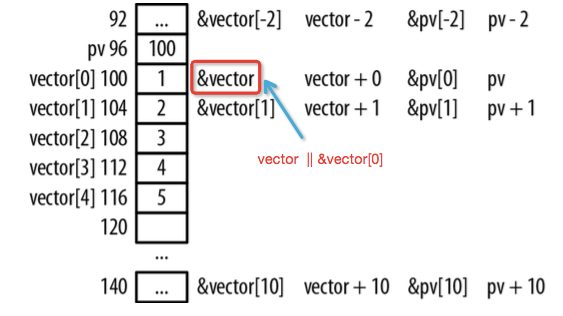 92 ... &vector[-2] vector - 2 &pv[-2] pv - 2
pv 96 100
vector[0] 100 1 &vector vector + 0 &pv[0] pv
vector[1] 104 2 &vector[1] vector + 1 &pv[1] pv + 1
vector[2] 108 3
vector || &vector[0]
vector[3] 112 4
vector[4] 116 5
120
...
140 ... &vector[10] vector + 10 &pv[10] pv + 10